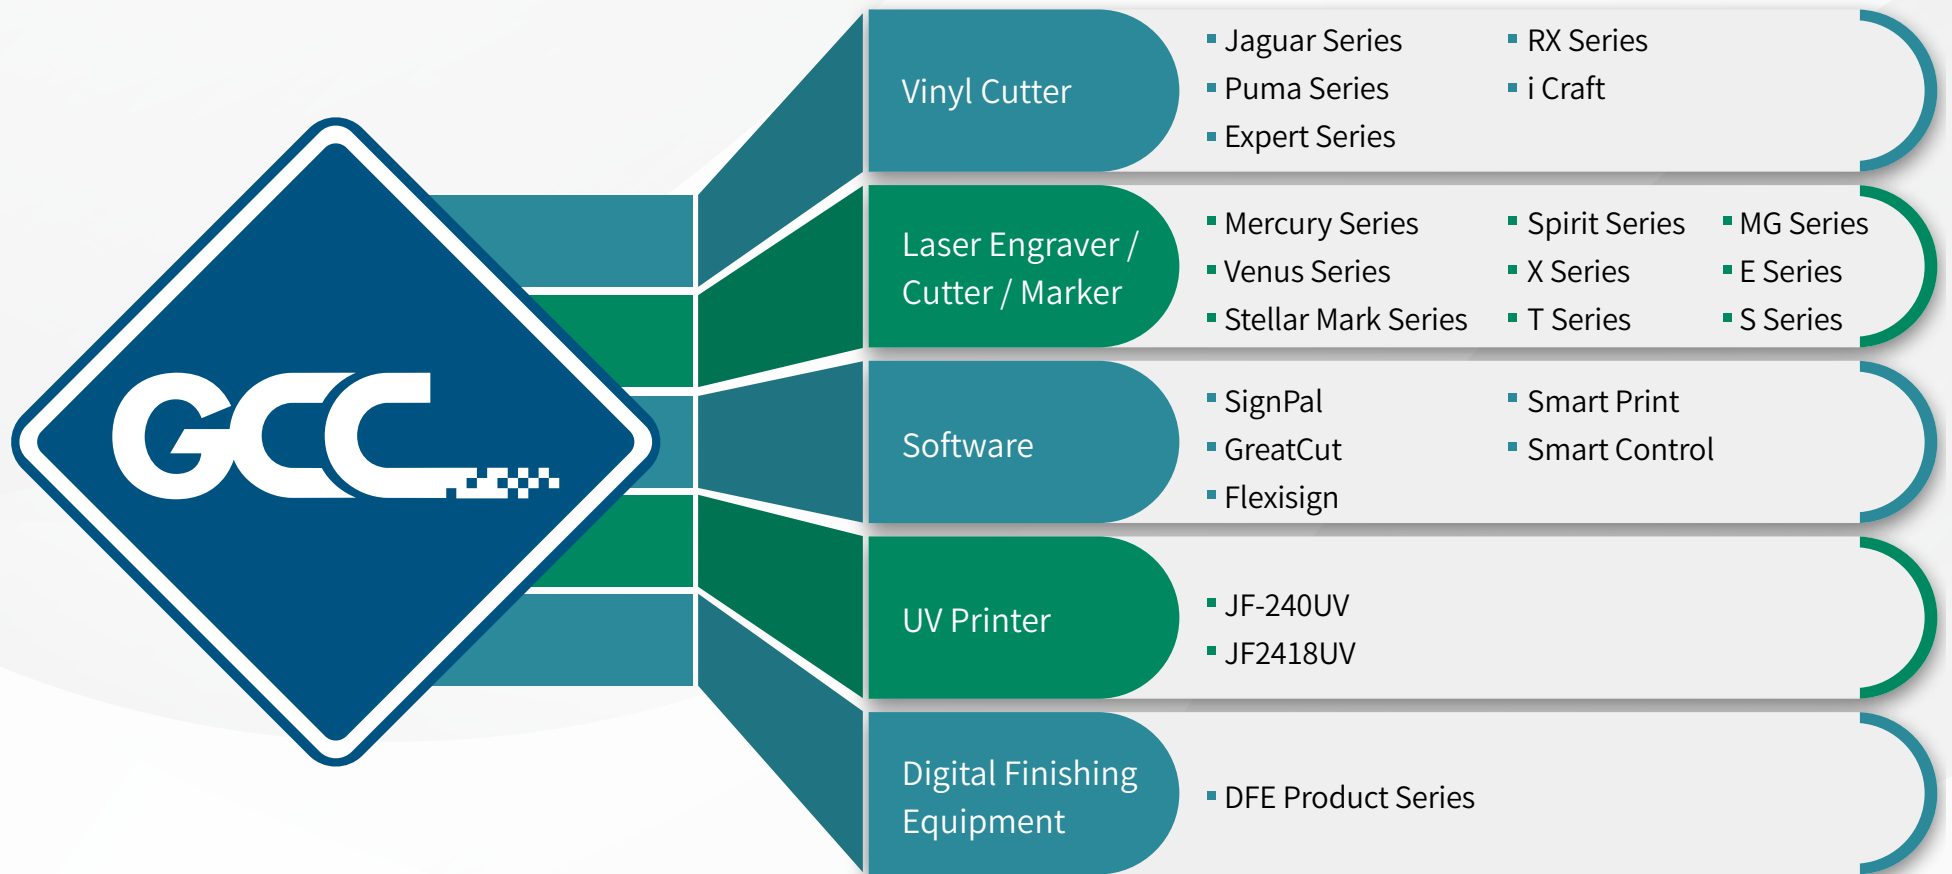 GCC
Vinyl Cutter
Jaguar Series
Puma Series
Expert Series
RX Series
i Craft
Laser Engraver /
Cutter / Marker
Mercury Series
Venus Series
Stellar Mark Series
Spirit Series
X Series
T Series
MG Series
E Series
S Series
Software
SignPal
GreatCut
Flexisign
Smart Print
Smart Control
UV Printer
JF-240UV
JF2418UV
Digital Finishing
Equipment
DFE Product Series